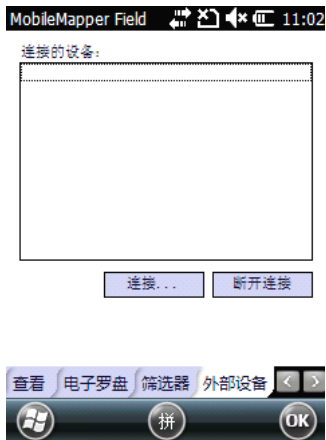 MobileMapper Field 11:02
连接的设备:
连接... 断开连接
查看 电子罗盘 筛选器 外部设备
拼 OK